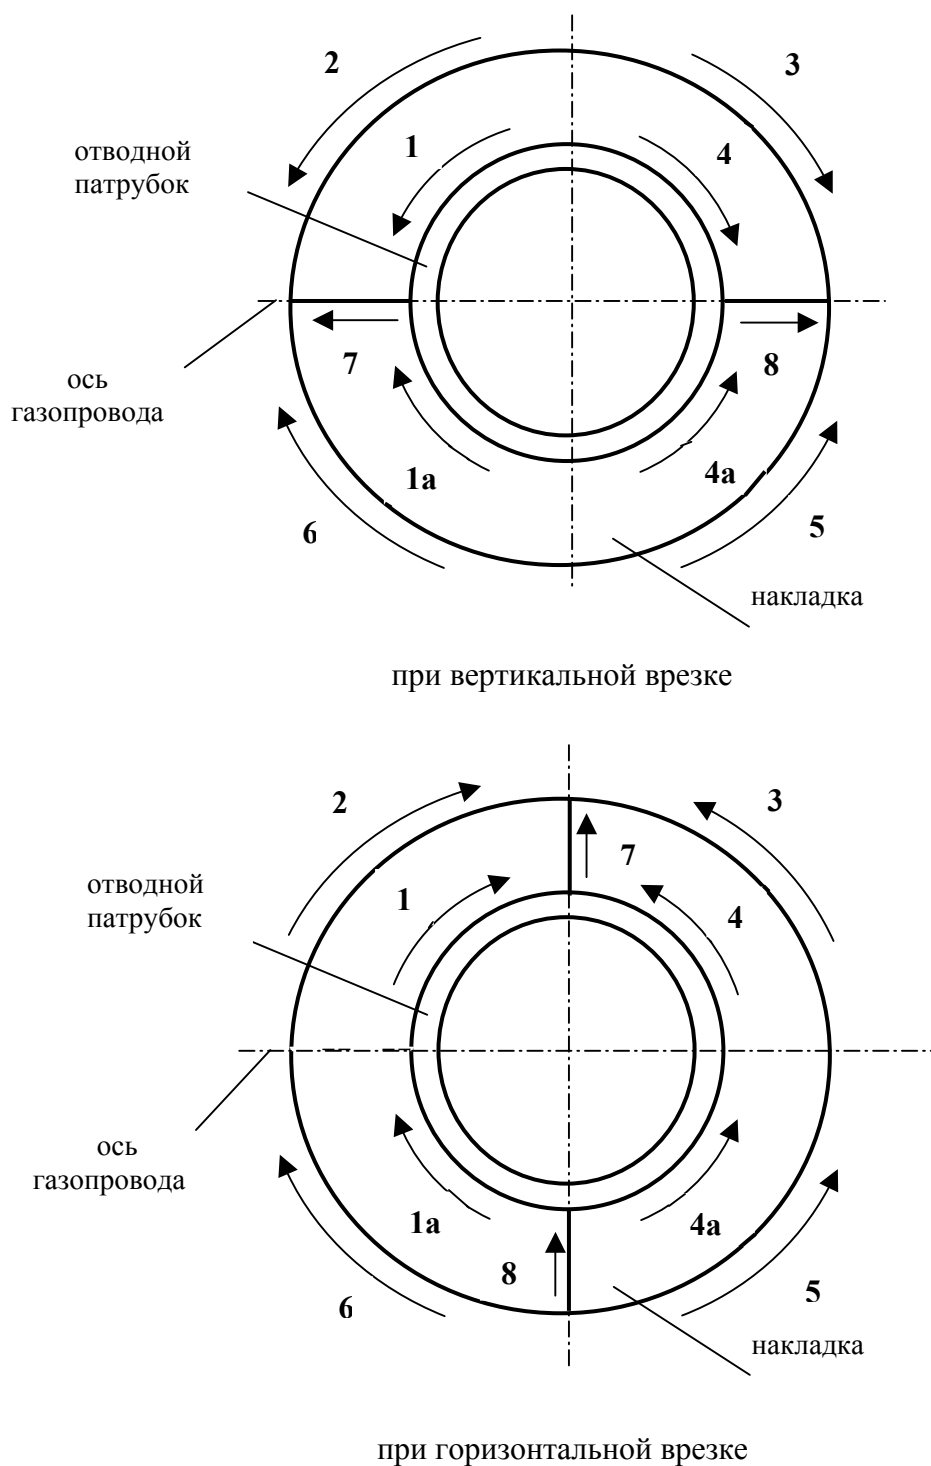 2
3
1
4
отводной
патрубок
7
8
ось
газопровода
1а
4а
6
5
накладка
при вертикальной врезке
2
3
7
отводной
патрубок
1
4
ось
газопровода
1а
4а
8
6
5
накладка
при горизонтальной врезке